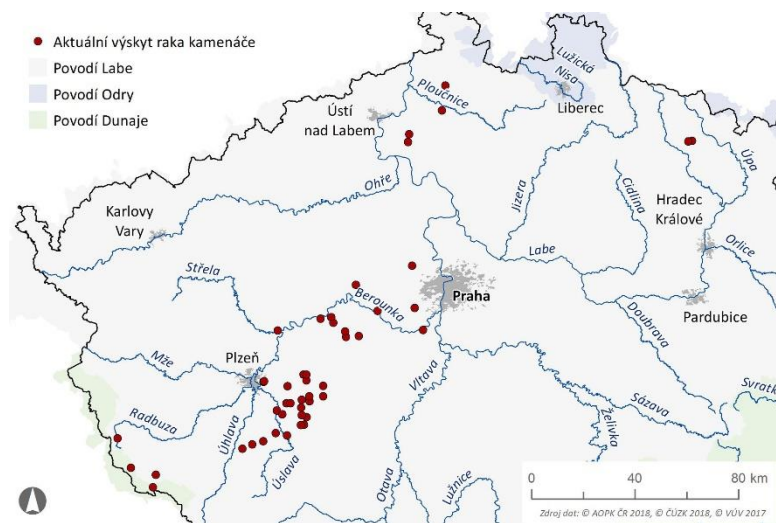 Aktuální výskyt raka kamenáče
Povodí Labe
Povodí Odry
Povodí Dunaje
Lužická
Nisa
Ploučnice
Liberec
Ústí
nad Labem
Úpa
Jizera
Cidlina
Ohře
Hradec
Králové
Karlovy
Vary
Orlice
Labe
Střela
Berounka
Praha
Pardubice
Doubrava
Mže
Plzeň
Vltava
Svratk
Radbuza
Sázava
Želivka
Úhlava
Úslava
Otava
Lužnice
0 40 80 km
Zdroj dat: © AOPK ČR 2018, © ČÚZK 2018, © VÚV 2017